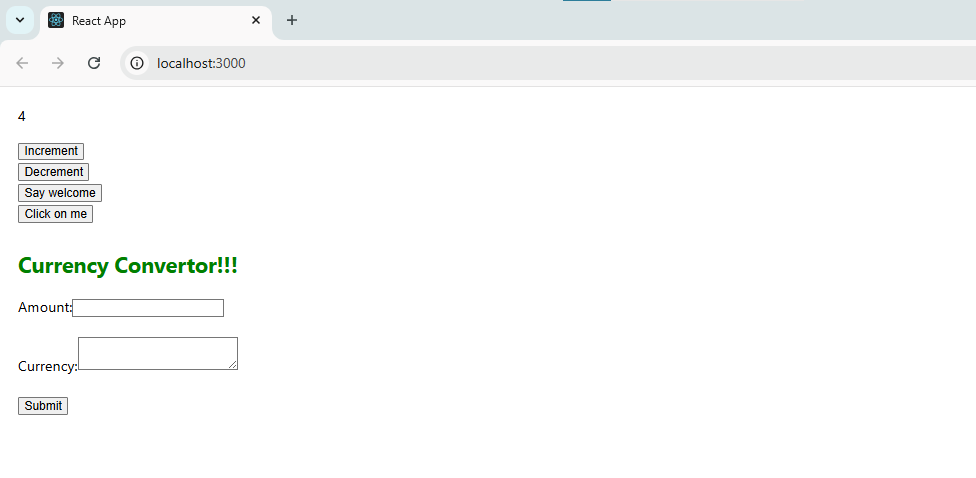 React App
localhost:3000
4
Increment
Decrement
Say welcome
Click on me
Currency Convertor!!!
Amount:
Currency:
Submit